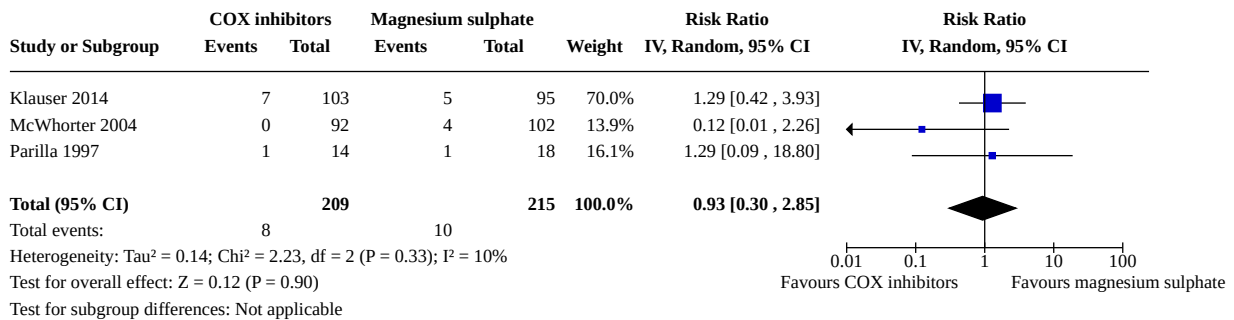 COX inhibitors Magnesium sulphate Risk Ratio Risk Ratio
Study or Subgroup Events Total Events Total Weight IV, Random, 95% CI IV, Random, 95% CI
Klauser 2014 7 103 5 95 70.0% 1.29 [0.42 , 3.93]
McWhorter 2004 0 92 4 102 13.9% 0.12 [0.01 , 2.26]
Parilla 1997 1 14 1 18 16.1% 1.29 [0.09 , 18.80]
Total (95% CI) 209 215 100.0% 0.93 [0.30 , 2.85]
Total events: 8 10
Heterogeneity: Tau² = 0.14; Chi² = 2.23, df = 2 (P = 0.33); I² = 10%
0.01 0.1 1 10 100
Test for overall effect: Z = 0.12 (P = 0.90) Favours COX inhibitors Favours magnesium sulphate
Test for subgroup differences: Not applicable